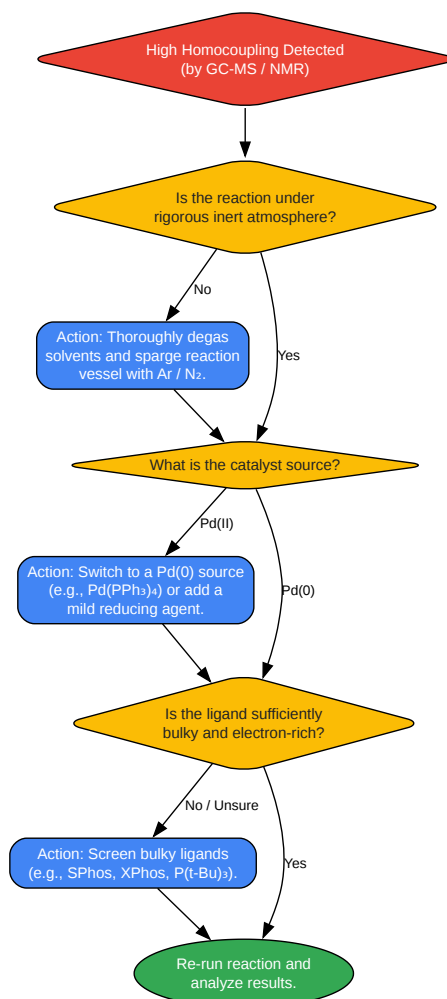 High Homocoupling Detected
(by GC-MS / NMR)
Is the reaction under
rigorous inert atmosphere?
No
Action: Thoroughly degas
solvents and sparge reaction
vessel with Ar / N₂.
Yes
What is the catalyst source?
Pd(II)
Action: Switch to a Pd(0) source
(e.g., Pd(PPh₃)₄) or add a
mild reducing agent.
Pd(0)
Is the ligand sufficiently
bulky and electron-rich?
No / Unsure
Action: Screen bulky ligands
(e.g., SPhos, XPhos, P(t-Bu)₃).
Yes
Re-run reaction and
analyze results.